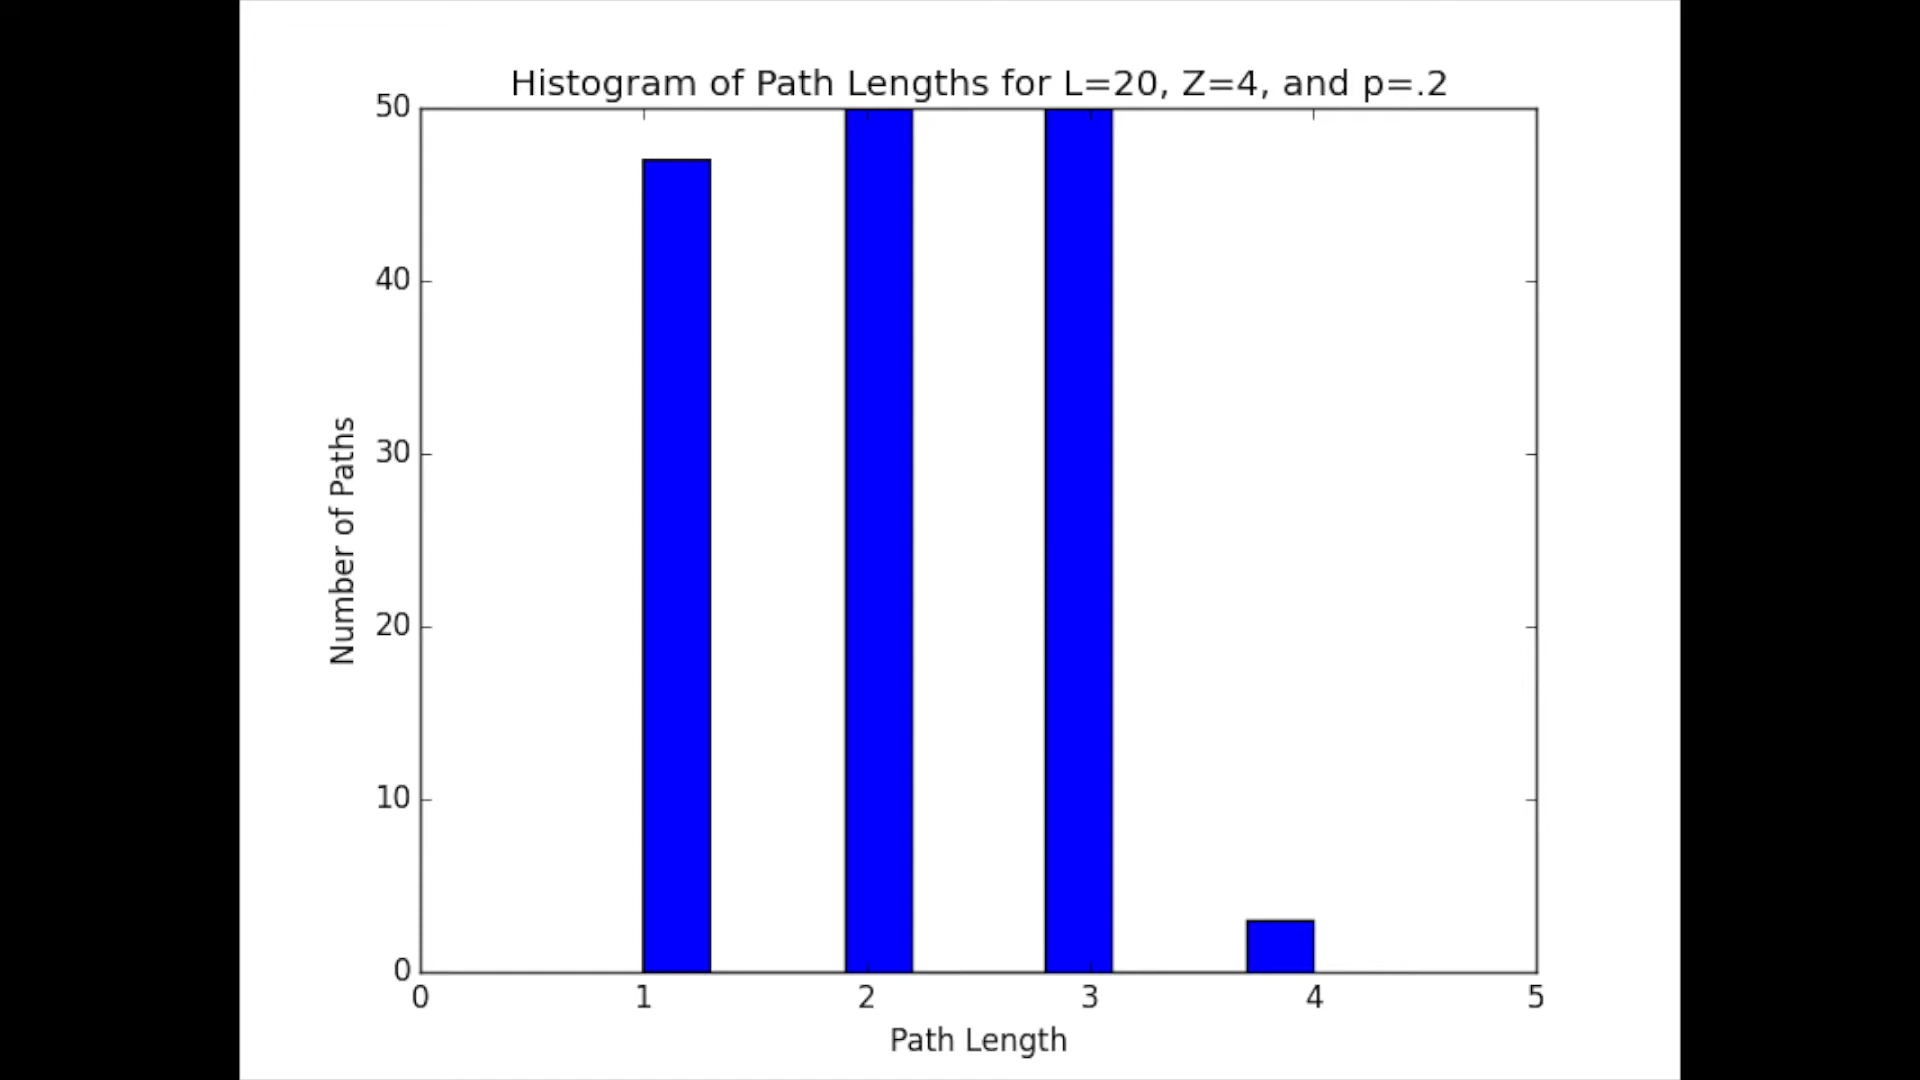 Histogram of Path Lengths for L=20, Z=4, and p=.2
50
40
30
20
10
0
Number of Paths
0 1 2 3 4 5
Path Length